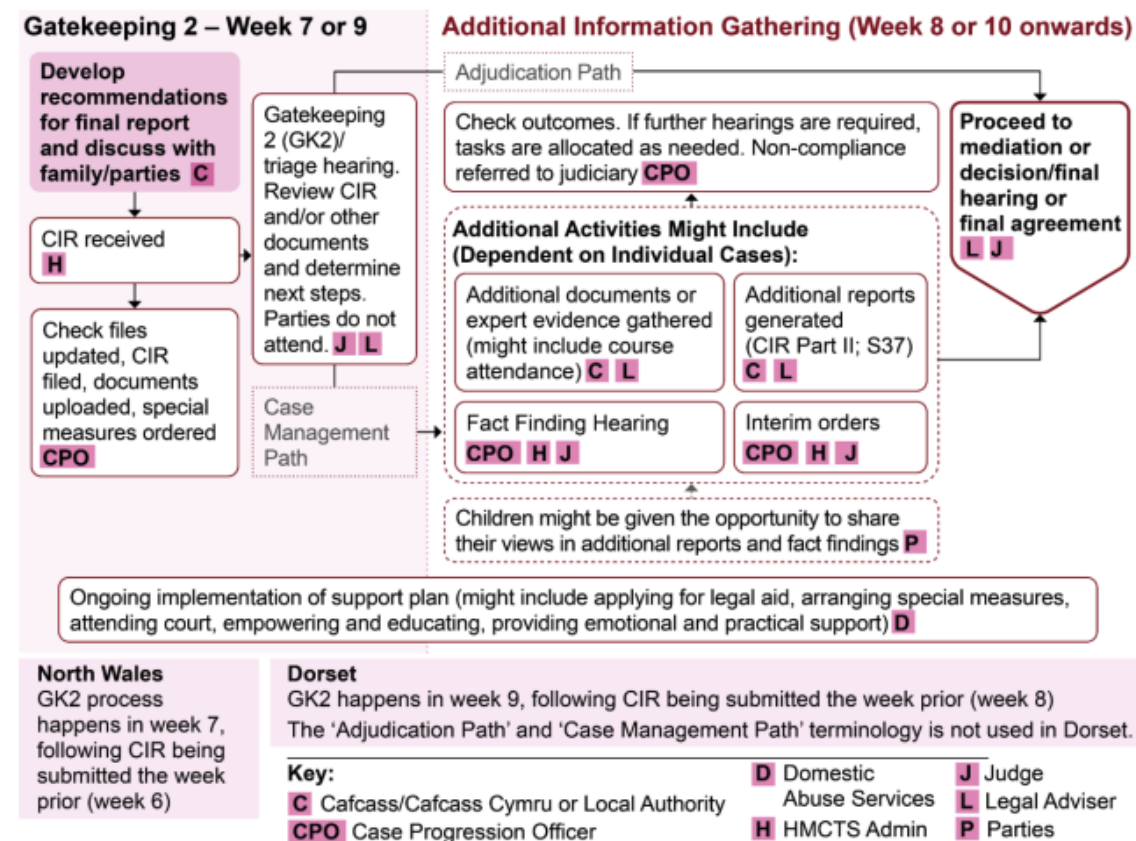 Gatekeeping 2 – Week 7 or 9
Additional Information Gathering (Week 8 or 10 onwards)
Develop
recommendations
for final report
and discuss with
family/parties C
CIR received
H
Check files
updated, CIR
filed, documents
uploaded, special
measures ordered
CPO
Gatekeeping
2 (GK2)/
triage hearing.
Review CIR
and/or other
documents
and determine
next steps.
Parties do not
attend. J L
Case
Management
Path
Adjudication Path
Check outcomes. If further hearings are required,
tasks are allocated as needed. Non-compliance
referred to judiciary CPO
Additional Activities Might Include
(Dependent on Individual Cases):
Additional documents or
expert evidence gathered
(might include course
attendance) C L
Additional reports
generated
(CIR Part II; S37)
C L
Fact Finding Hearing
CPO H J
Interim orders
CPO H J
Children might be given the opportunity to share
their views in additional reports and fact findings P
Proceed to
mediation or
decision/final
hearing or
final agreement
L J
Ongoing implementation of support plan (might include applying for legal aid, arranging special measures,
attending court, empowering and educating, providing emotional and practical support) D
North Wales
GK2 process
happens in week 7,
following CIR being
submitted the week
prior (week 6)
Dorset
GK2 happens in week 9, following CIR being submitted the week prior (week 8)
The ‘Adjudication Path’ and ‘Case Management Path’ terminology is not used in Dorset.
Key:
C Cafcass/Cafcass Cymru or Local Authority
CPO Case Progression Officer
D Domestic
Abuse Services
H HMCTS Admin
J Judge
L Legal Adviser
P Parties